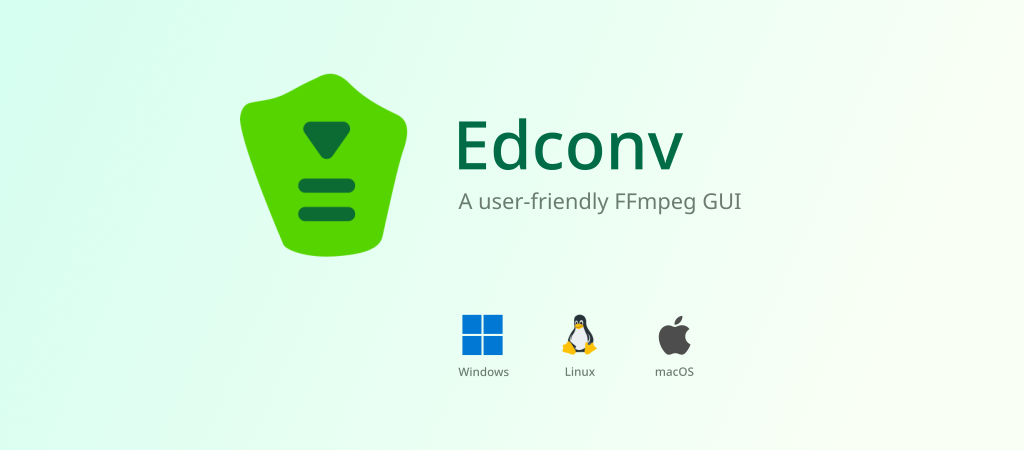 Edconv
A user-friendly FFmpeg GUI
Windows
Linux
macOS